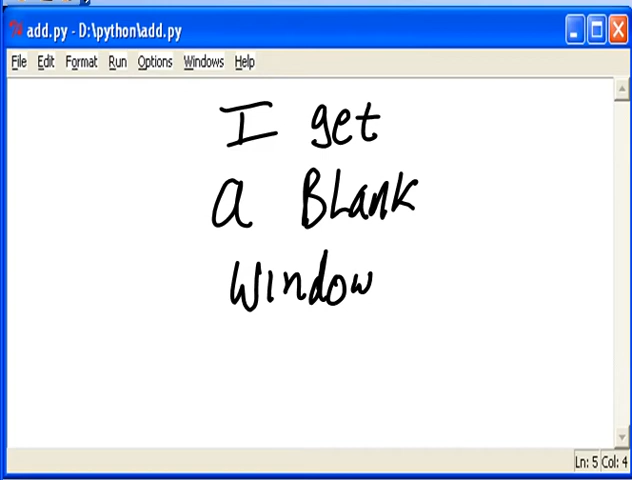 add.py - D:\python\add.py
File Edit Format Run Options Windows Help
I get
a Blank
Window
Ln: 5 Col: 4